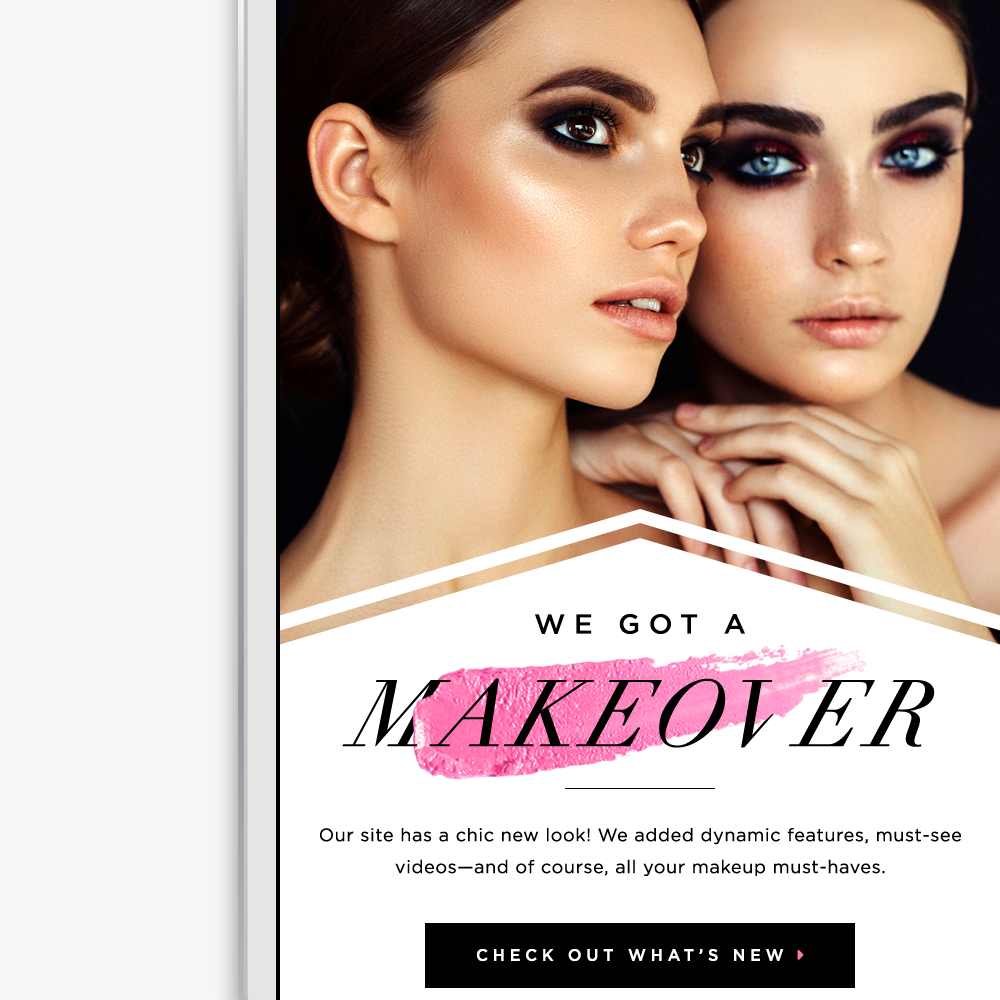 WE GOT A
MAKEOVER
Our site has a chic new look! We added dynamic features, must-see
videos—and of course, all your makeup must-haves.
CHECK OUT WHAT’S NEW